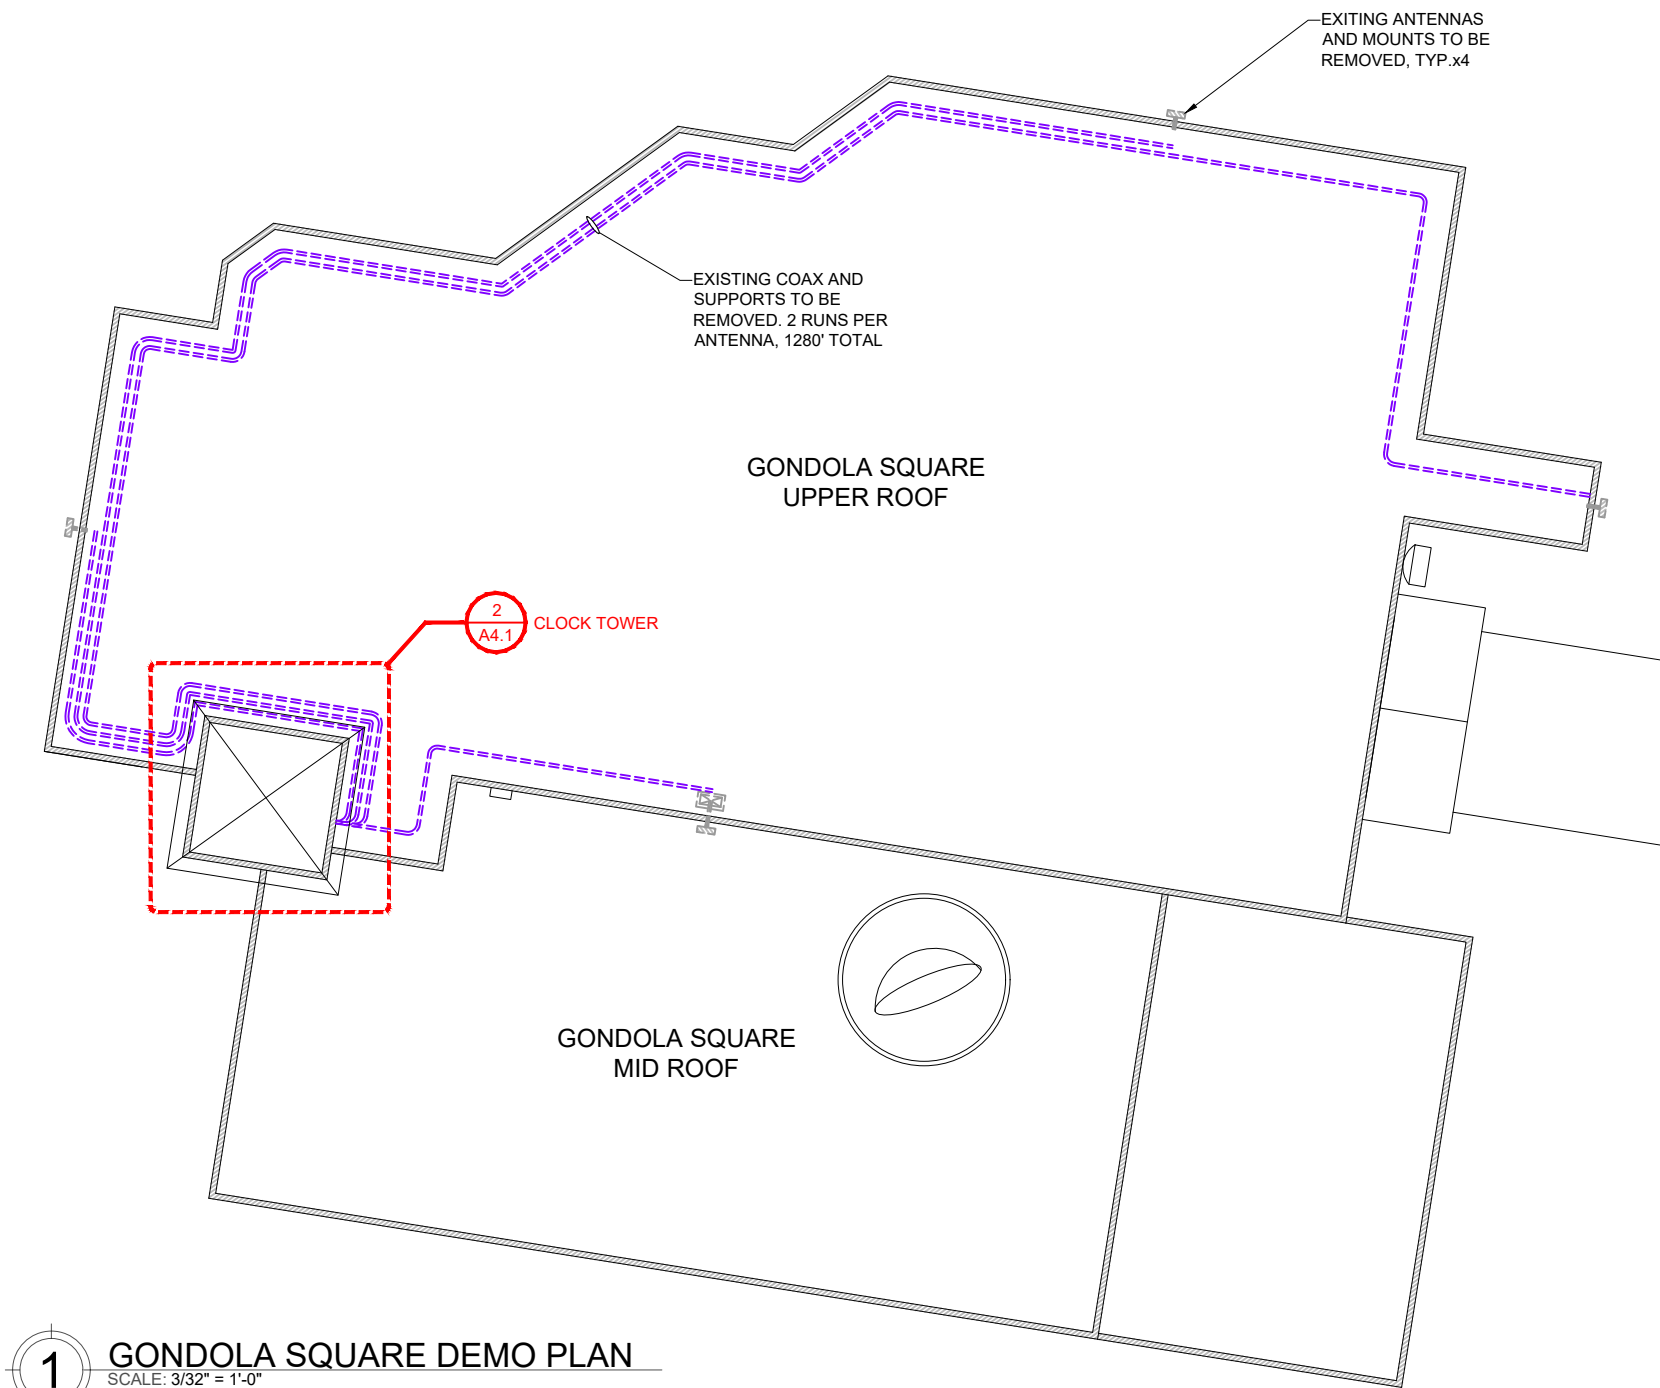 EXITING ANTENNAS
AND MOUNTS TO BE
REMOVED, TYP.x4
EXISTING COAX AND
SUPPORTS TO BE
REMOVED. 2 RUNS PER
ANTENNA, 1280' TOTAL
GONDOLA SQUARE
UPPER ROOF
2
A4.1
CLOCK TOWER
GONDOLA SQUARE
MID ROOF
1
GONDOLA SQUARE DEMO PLAN
SCALE: 3/32" = 1'-0"